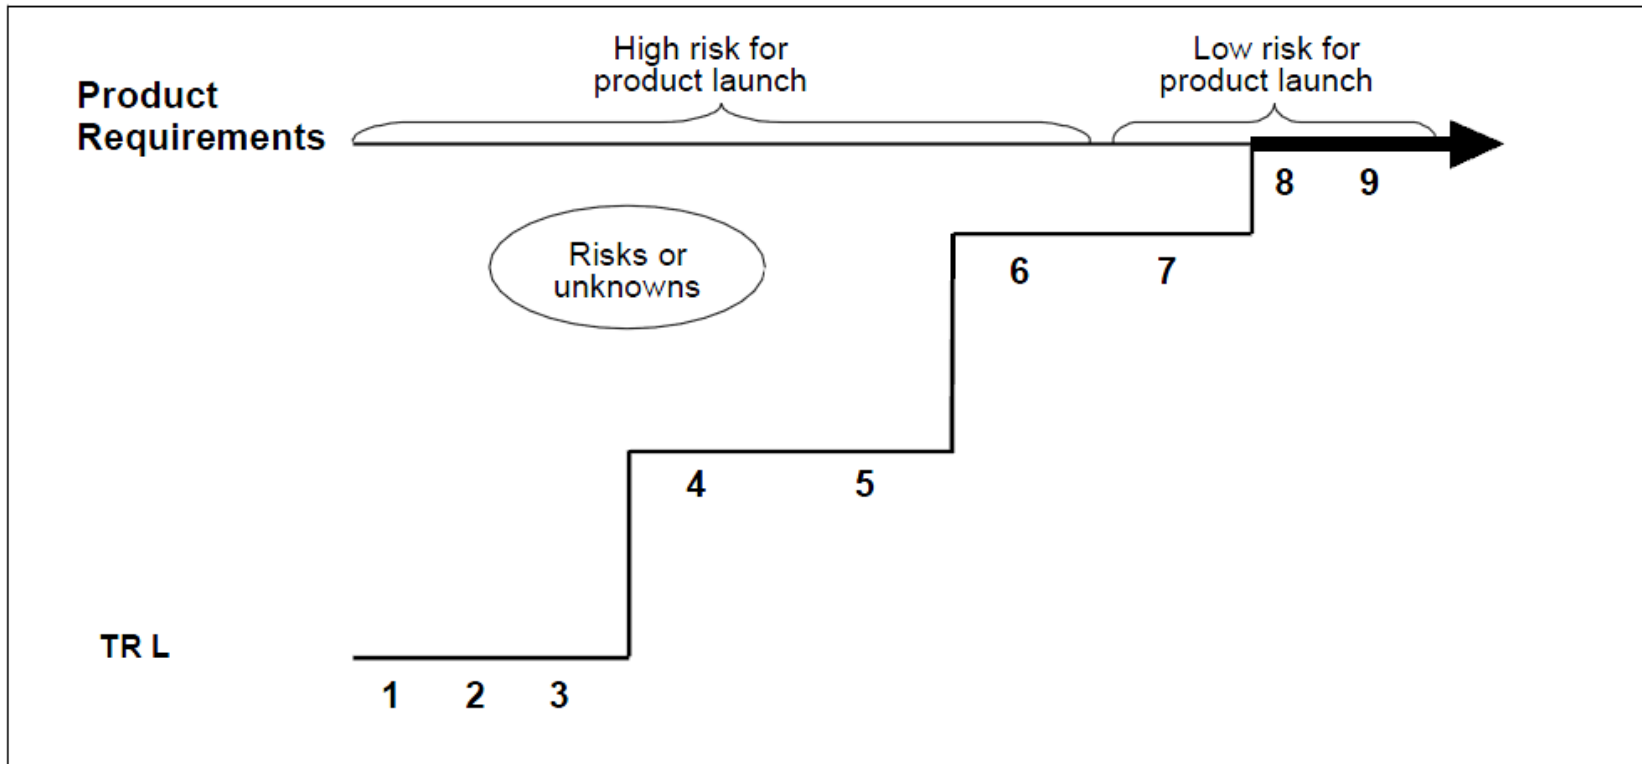 High risk for
product launch
Low risk for
product launch
Product
Requirements
8 9
Risks or
unknowns
6 7
4 5
TR L
1 2 3